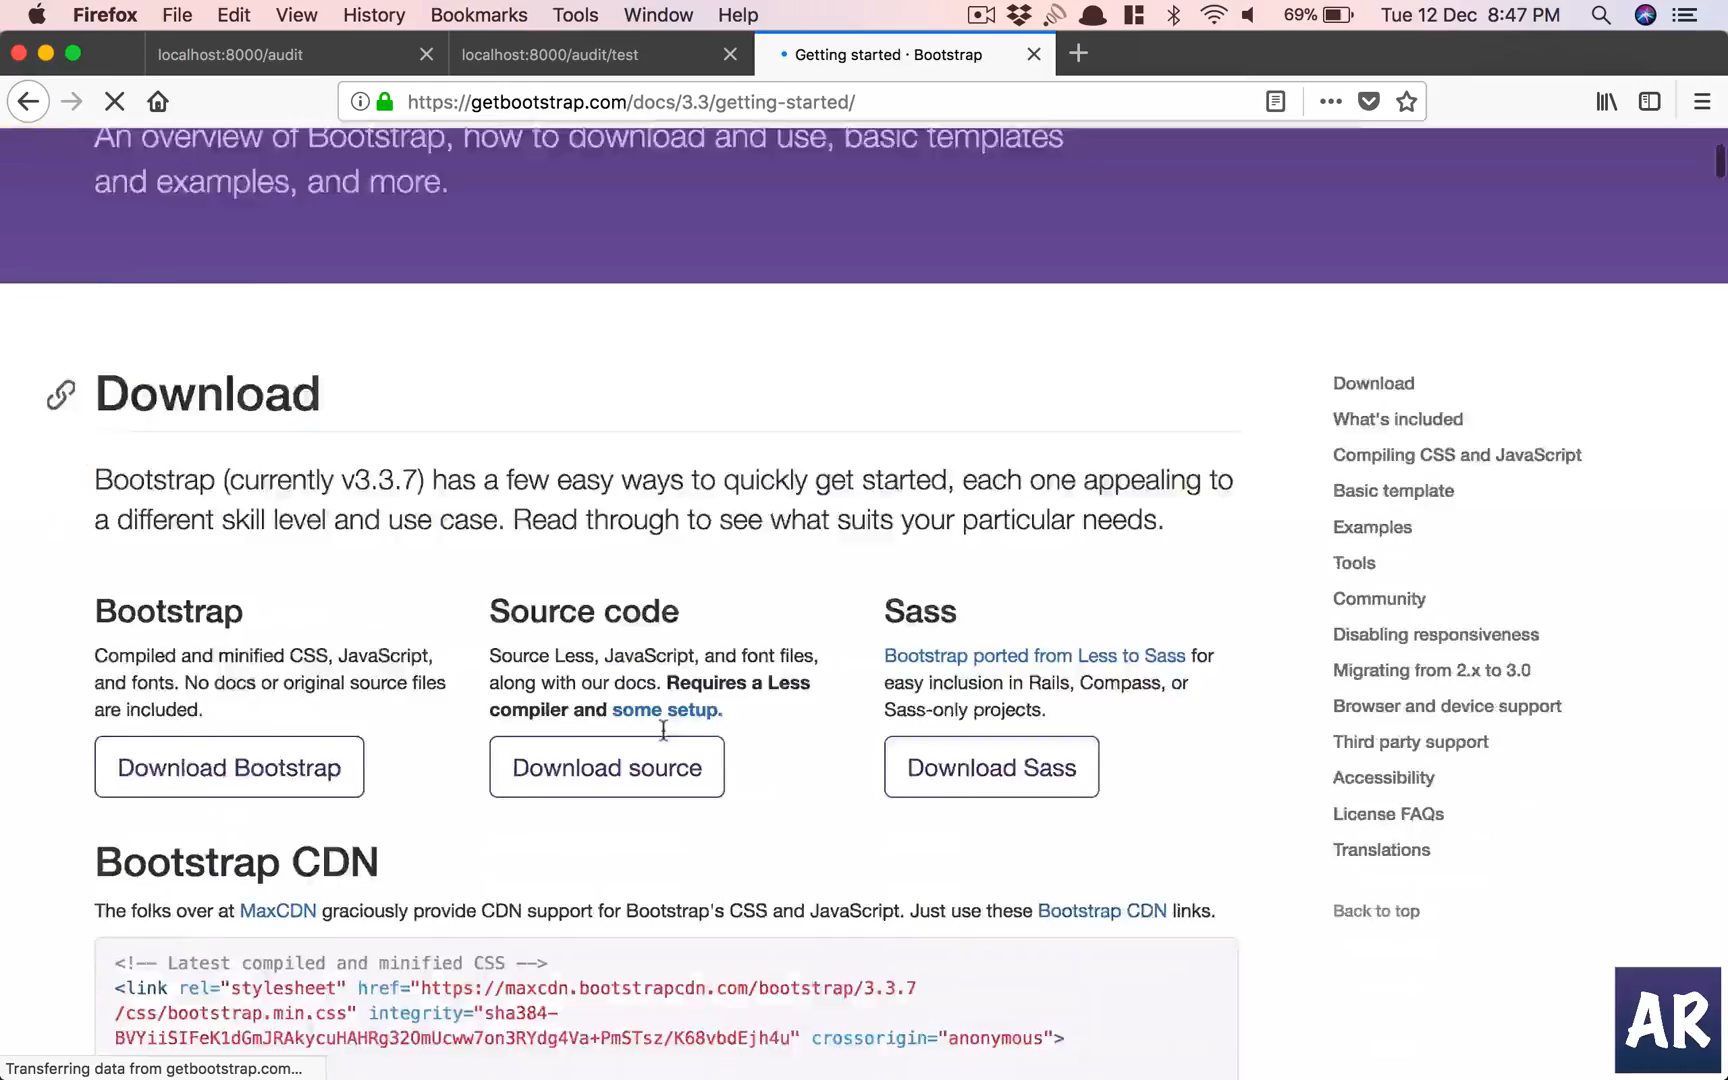 Firefox File Edit View History Bookmarks Tools Window Help 69% Tue 12 Dec 8:47 PM
localhost:8000/audit localhost:8000/audit/test Getting started · Bootstrap
https://getbootstrap.com/docs/3.3/getting-started/
An overview of Bootstrap, how to download and use, basic templates
and examples, and more.
Download
Bootstrap (currently v3.3.7) has a few easy ways to quickly get started, each one appealing to
a different skill level and use case. Read through to see what suits your particular needs.
Bootstrap
Compiled and minified CSS, JavaScript,
and fonts. No docs or original source files
are included.
Download Bootstrap
Source code
Source Less, JavaScript, and font files,
along with our docs. Requires a Less
compiler and some setup.
Download source
Sass
Bootstrap ported from Less to Sass for
easy inclusion in Rails, Compass, or
Sass-only projects.
Download Sass
Bootstrap CDN
The folks over at MaxCDN graciously provide CDN support for Bootstrap's CSS and JavaScript. Just use these Bootstrap CDN links.
<!-- Latest compiled and minified CSS -->
<link rel="stylesheet" href="https://maxcdn.bootstrapcdn.com/bootstrap/3.3.7
/css/bootstrap.min.css" integrity="sha384-
BVYiiSIFeK1dGmJRAkycuHAHRg32OmUcww7on3RYdg4Va+PmSTsz/K68vbdEjh4u" crossorigin="anonymous">
Download
What's included
Compiling CSS and JavaScript
Basic template
Examples
Tools
Community
Disabling responsiveness
Migrating from 2.x to 3.0
Browser and device support
Third party support
Accessibility
License FAQs
Translations
Back to top
AR
Transferring data from getbootstrap.com...